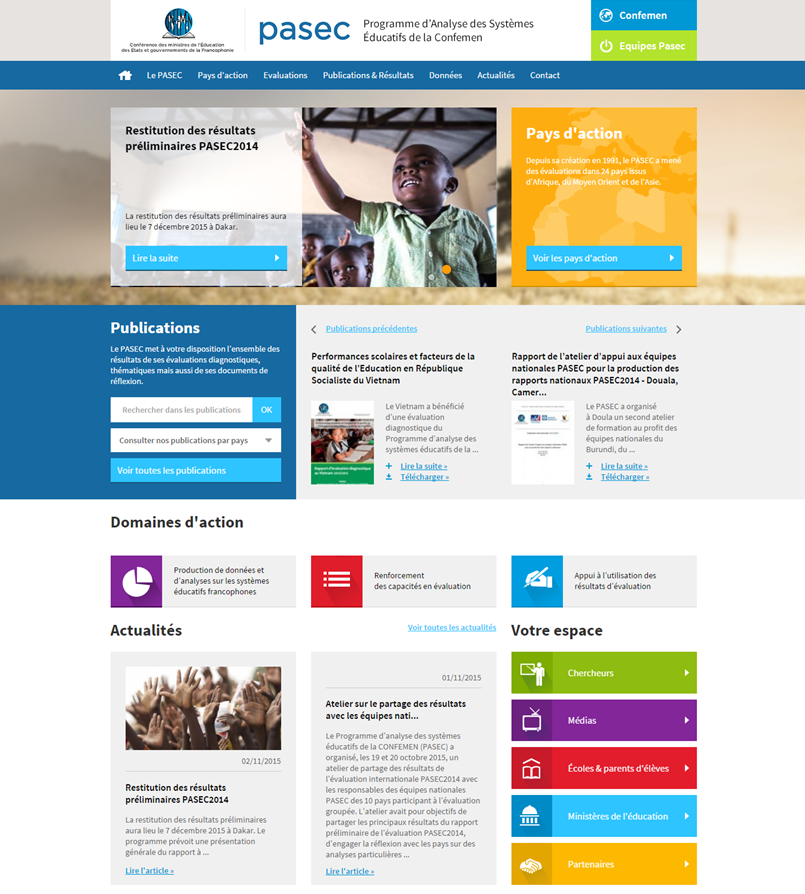 Conférence des ministres de l'Éducation
des États et gouvernements de la Francophonie
pasec
Programme d'Analyse des Systèmes
Éducatifs de la Confemen
Confemen
Equipes Pasec
Le PASEC
Pays d'action
Evaluations
Publications & Résultats
Données
Actualités
Contact
Restitution des résultats
préliminaires PASEC2014
La restitution des résultats préliminaires aura
lieu le 7 décembre 2015 à Dakar.
Lire la suite
Pays d'action
Depuis sa création en 1991, le PASEC a mené
des évaluations dans 24 pays issus
d'Afrique, du Moyen Orient et de l'Asie.
Voir les pays d'action
Publications
Le PASEC met à votre disposition l'ensemble des
résultats de ses évaluations diagnostiques,
thématiques mais aussi de ses documents de
réflexion.
Rechercher dans les publications
OK
Consulter nos publications par pays
Voir toutes les publications
Publications précédentes
Publications suivantes
Performances scolaires et facteurs de la
qualité de l'Education en République
Socialiste du Vietnam
Le Vietnam a bénéficié
d'une évaluation
diagnostique du
Programme d'analyse des
systèmes éducatifs de la ...
Lire la suite »
Télécharger »
Rapport de l'atelier d'appui aux équipes
nationales PASEC pour la production des
rapports nationaux PASEC2014 - Douala,
Camer...
Le PASEC a organisé
à Doula un second atelier
de formation au profit des
équipes nationales du
Burundi, du ...
Lire la suite »
Télécharger »
Domaines d'action
Production de données et
d'analyses sur les systèmes
éducatifs francophones
Renforcement
des capacités en évaluation
Appui à l'utilisation des
résultats d'évaluation
Actualités
Voir toutes les actualités
02/11/2015
Restitution des résultats
préliminaires PASEC2014
La restitution des résultats préliminaires
aura lieu le 7 décembre 2015 à Dakar. Le
programme prévoit une présentation
générale du rapport à ...
Lire l'article »
01/11/2015
Atelier sur le partage des résultats
avec les équipes nati...
Le Programme d'analyse des systèmes
éducatifs de la CONFEMEN (PASEC) a
organisé, les 19 et 20 octobre 2015, un
atelier de partage des résultats de
l'évaluation internationale PASEC2014 avec
les responsables des équipes nationales
PASEC des 10 pays participant à l'évaluation
groupée. L'atelier avait pour objectifs de
partager les principaux résultats du rapport
préliminaire de l'évaluation PASEC2014,
d'engager la réflexion avec les pays sur des
analyses particulières ...
Lire l'article »
Votre espace
Chercheurs
Médias
Écoles & parents d'élèves
Ministères de l'éducation
Partenaires